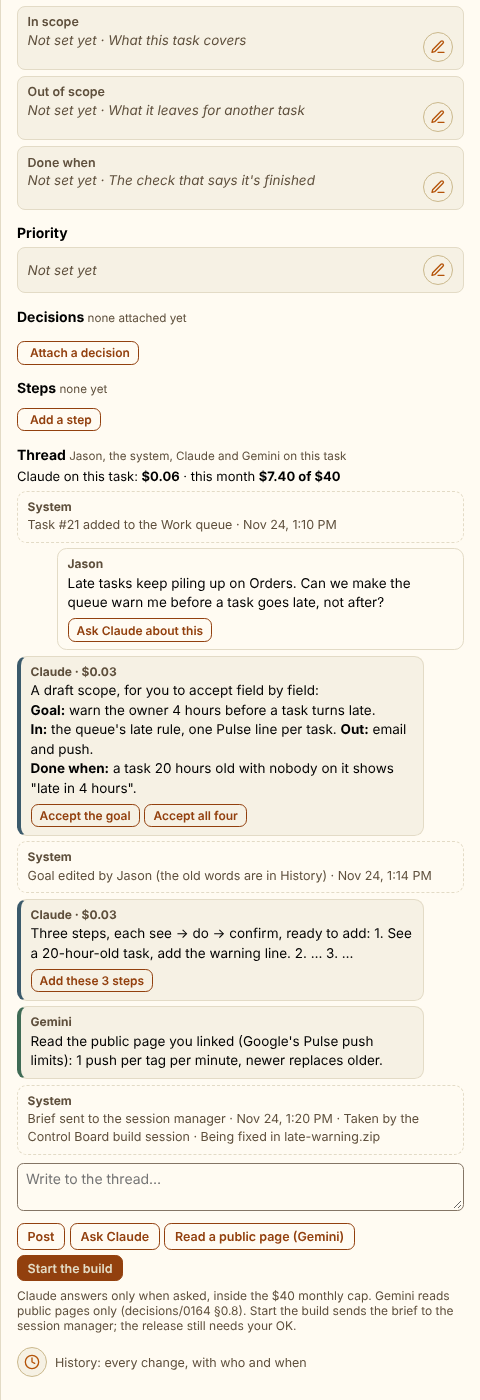 In scope
Not set yet · What this task covers
Out of scope
Not set yet · What it leaves for another task
Done when
Not set yet · The check that says it's finished
Priority
Not set yet
Decisions none attached yet
Attach a decision
Steps none yet
Add a step
Thread Jason, the system, Claude and Gemini on this task
Claude on this task: $0.06 · this month $7.40 of $40
System
Task #21 added to the Work queue · Nov 24, 1:10 PM
Jason
Late tasks keep piling up on Orders. Can we make the
queue warn me before a task goes late, not after?
Ask Claude about this
Claude · $0.03
A draft scope, for you to accept field by field:
Goal: warn the owner 4 hours before a task turns late.
In: the queue's late rule, one Pulse line per task. Out: email
and push.
Done when: a task 20 hours old with nobody on it shows
"late in 4 hours".
Accept the goal Accept all four
System
Goal edited by Jason (the old words are in History) · Nov 24, 1:14 PM
Claude · $0.03
Three steps, each see → do → confirm, ready to add: 1. See
a 20-hour-old task, add the warning line. 2. ... 3. ...
Add these 3 steps
Gemini
Read the public page you linked (Google's Pulse push
limits): 1 push per tag per minute, newer replaces older.
System
Brief sent to the session manager · Nov 24, 1:20 PM · Taken by the
Control Board build session · Being fixed in late-warning.zip
Write to the thread...
Post Ask Claude Read a public page (Gemini)
Start the build
Claude answers only when asked, inside the $40 monthly cap. Gemini reads
public pages only (decisions/0164 §0.8). Start the build sends the brief to the
session manager; the release still needs your OK.
History: every change, with who and when